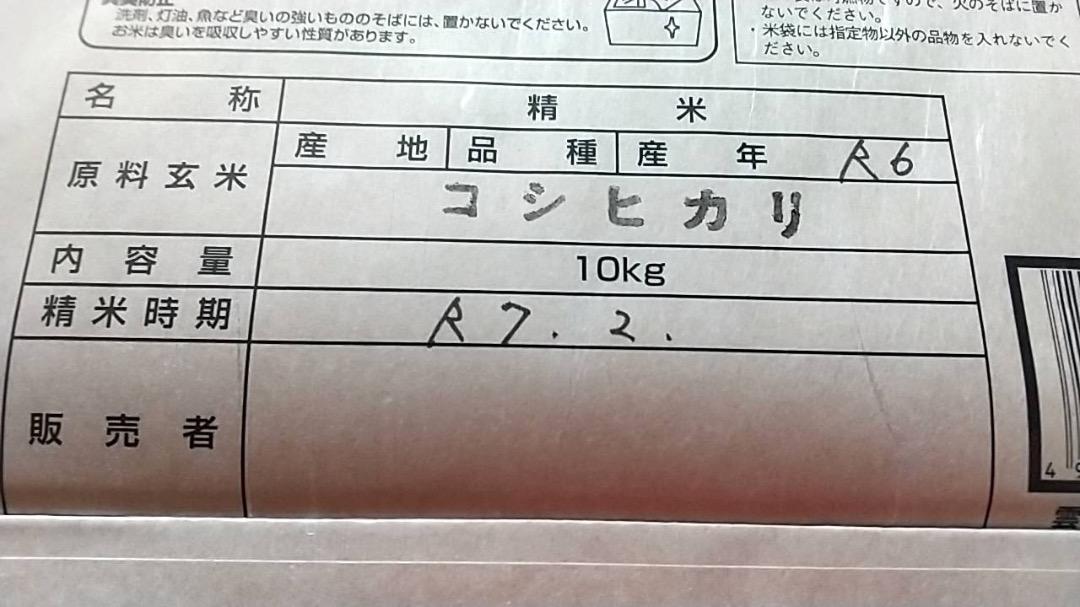 洗剤、灯油、魚など臭いの強いもののそばには、置かないでください。
お米は臭いを吸収しやすい性質があります。
ないでください。
・米袋には指定物以外の品物を入れないでく
ださい。
名称 精米
原料玄米 産地 品種 産年 R6
コシヒカリ
内容量 10kg
精米時期 R7.2.
販売者
4